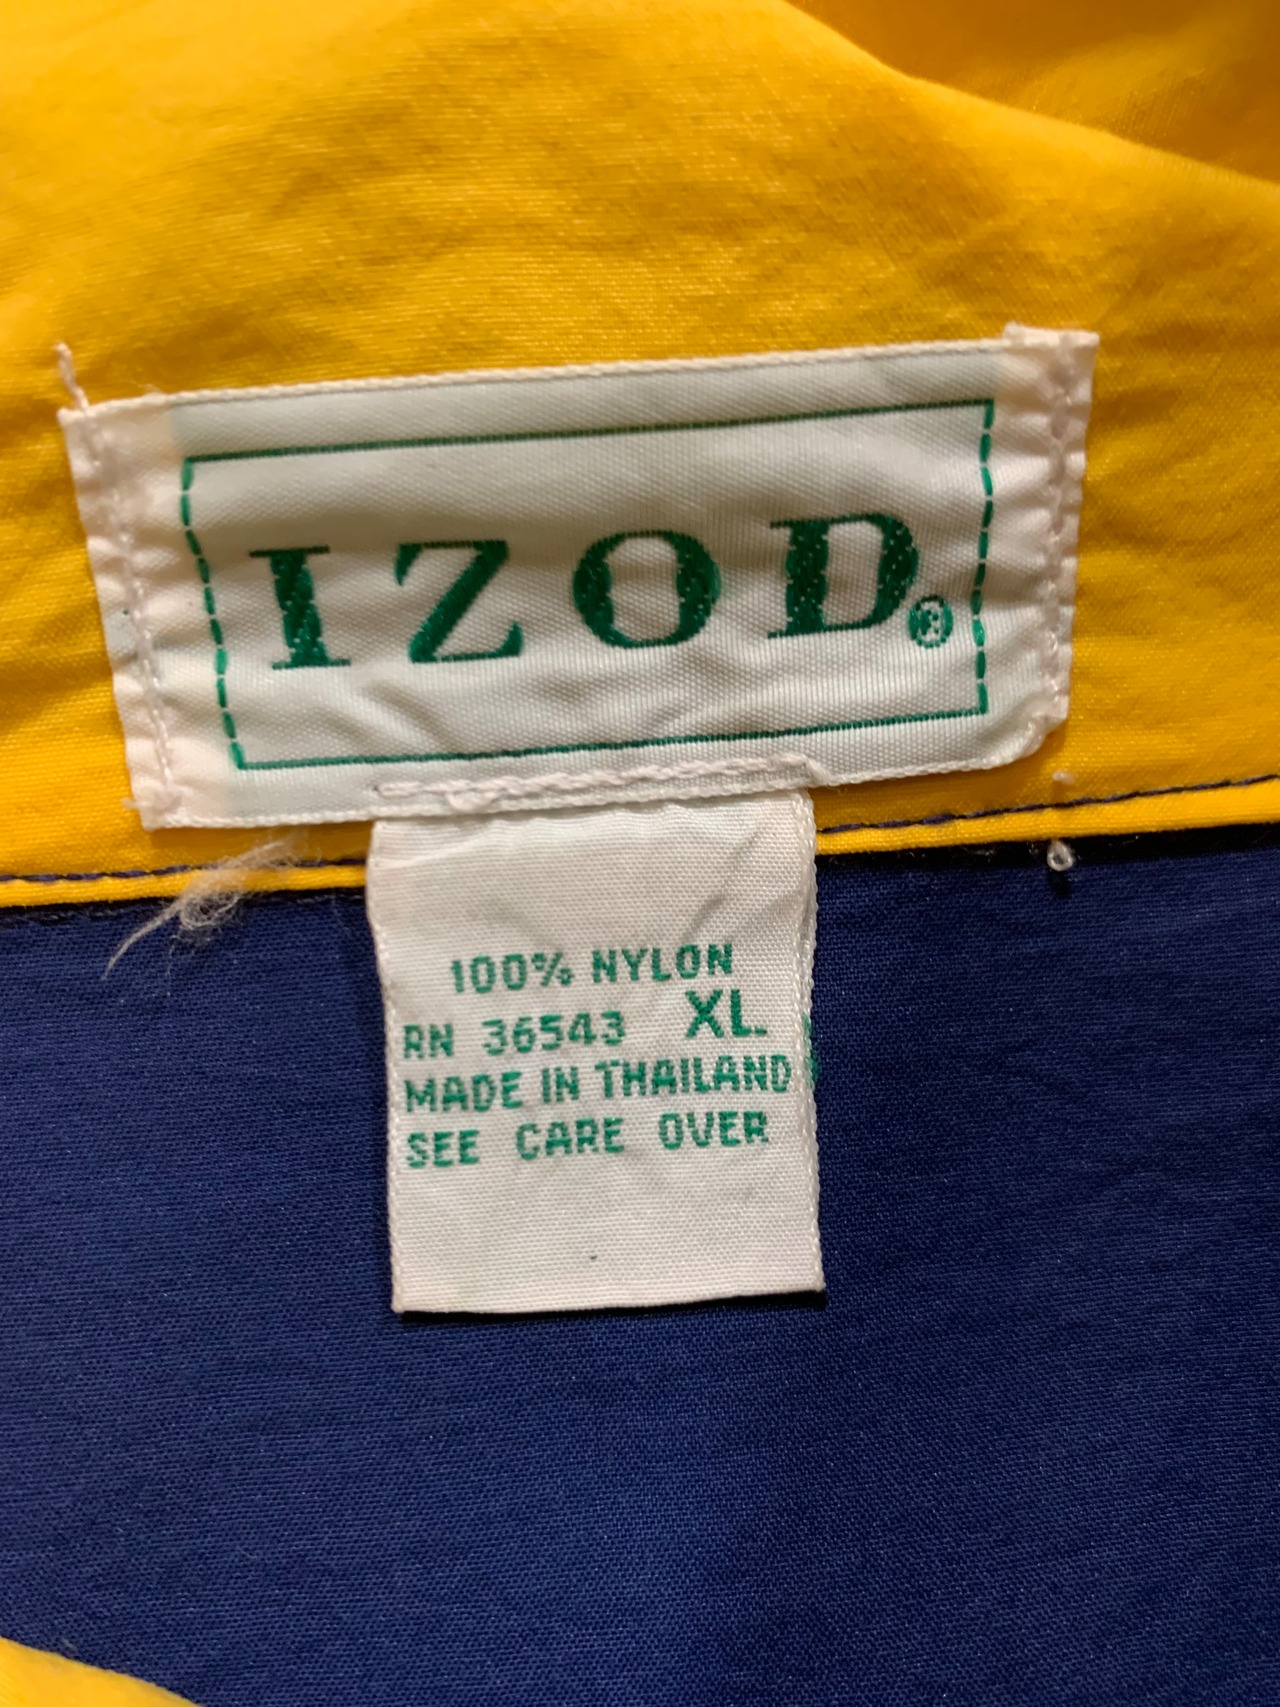 IZOD®
100% NYLON
RN 36543 XL
MADE IN THAILAND
SEE CARE OVER